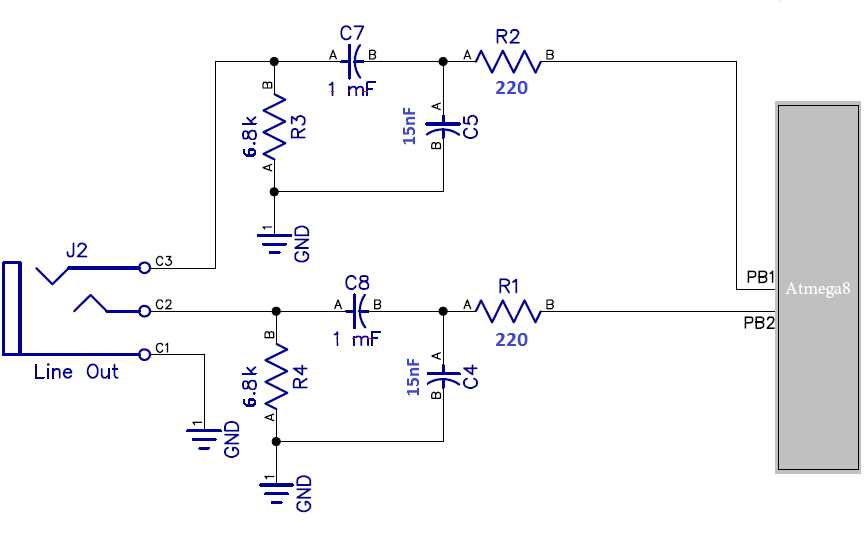 C7
A B
1 mF
R2
A B
220
B
6.8k
R3
A
A
15nF
C5
B
1
GND
J2
C3
C2
C1
Line Out
1
GND
C8
A B
1 mF
R1
A B
220
B
6.8k
R4
A
A
15nF
C4
B
1
GND
PB1
PB2
Atmega8